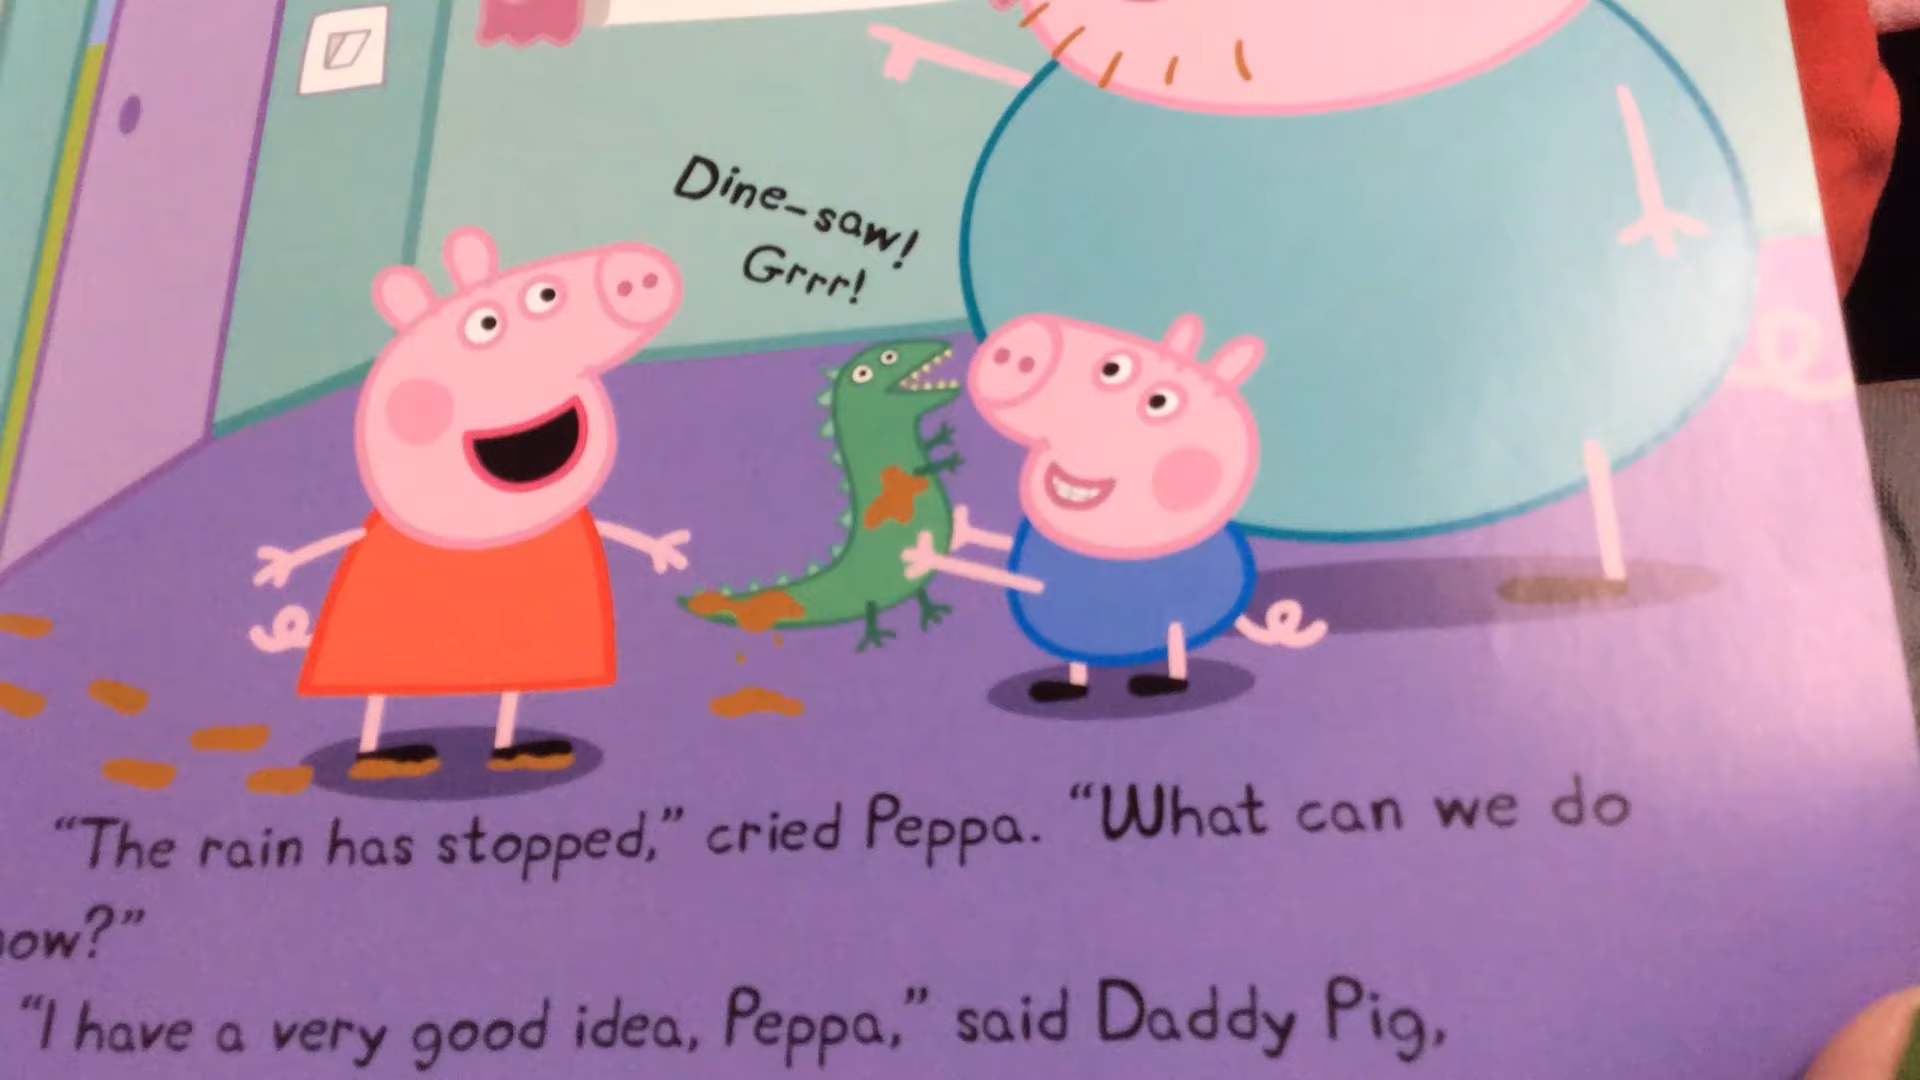 Dine-saw!
Grrr!
"The rain has stopped," cried Peppa. "What can we do
now?"
"I have a very good idea, Peppa," said Daddy Pig,